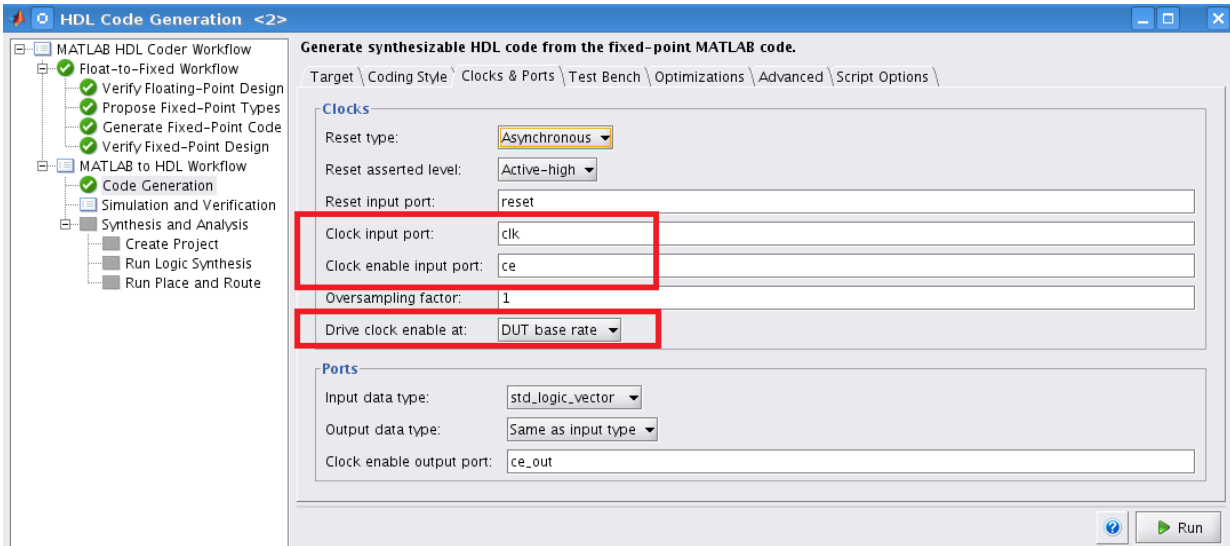 HDL Code Generation <2>
MATLAB HDL Coder Workflow
Float-to-Fixed Workflow
Verify Floating-Point Design
Propose Fixed-Point Types
Generate Fixed-Point Code
Verify Fixed-Point Design
MATLAB to HDL Workflow
Code Generation
Simulation and Verification
Synthesis and Analysis
Create Project
Run Logic Synthesis
Run Place and Route
Generate synthesizable HDL code from the fixed-point MATLAB code.
Target Coding Style Clocks & Ports Test Bench Optimizations Advanced Script Options
Clocks
Reset type: Asynchronous
Reset asserted level: Active-high
Reset input port: reset
Clock input port: clk
Clock enable input port: ce
Oversampling factor: 1
Drive clock enable at: DUT base rate
Ports
Input data type: std_logic_vector
Output data type: Same as input type
Clock enable output port: ce_out
? Run